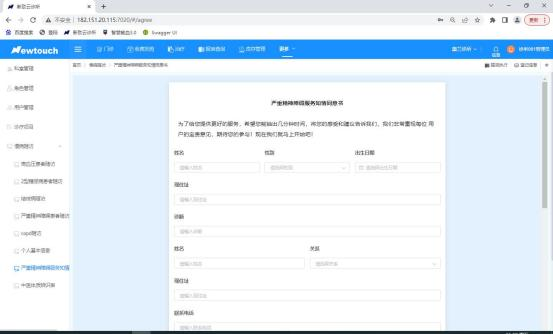 新致云诊所
不安全 | 182.151.20.115:7020/#/agree
更新
百度搜索 登陆 新致云诊所 智慧输血3.0 Swagger UI
Newtouch 门诊 收费购药 治疗 报表查询 库存管理 更多
消息
科室管理
首页 / 慢病随访 / 严重精神障碍服务知情同意书
角色管理
用户管理
诊疗项目
慢病随访
高血压患者随访
2型糖尿病患者随访
结核病随访
严重精神障碍患者随访
copd随访
个人基本信息
严重精神障碍服务知情
中医体质辨识表
严重精神障碍服务知情同意书
为了给您提供更好的服务，希望您能抽出几分时间，将您的感受和建议告诉我们，我们非常重视每位 用
户的宝贵意见，期待您的参与！现在我们就马上开始吧！
姓名 性别 出生日期
请输入姓名 请选择性别 请选择出生日期
现住址
请输入现住址
诊断
请输入诊断
姓名 关系
请输入姓名 请选择关系
现住址
请输入现住址
联系电话
请输入联系电话